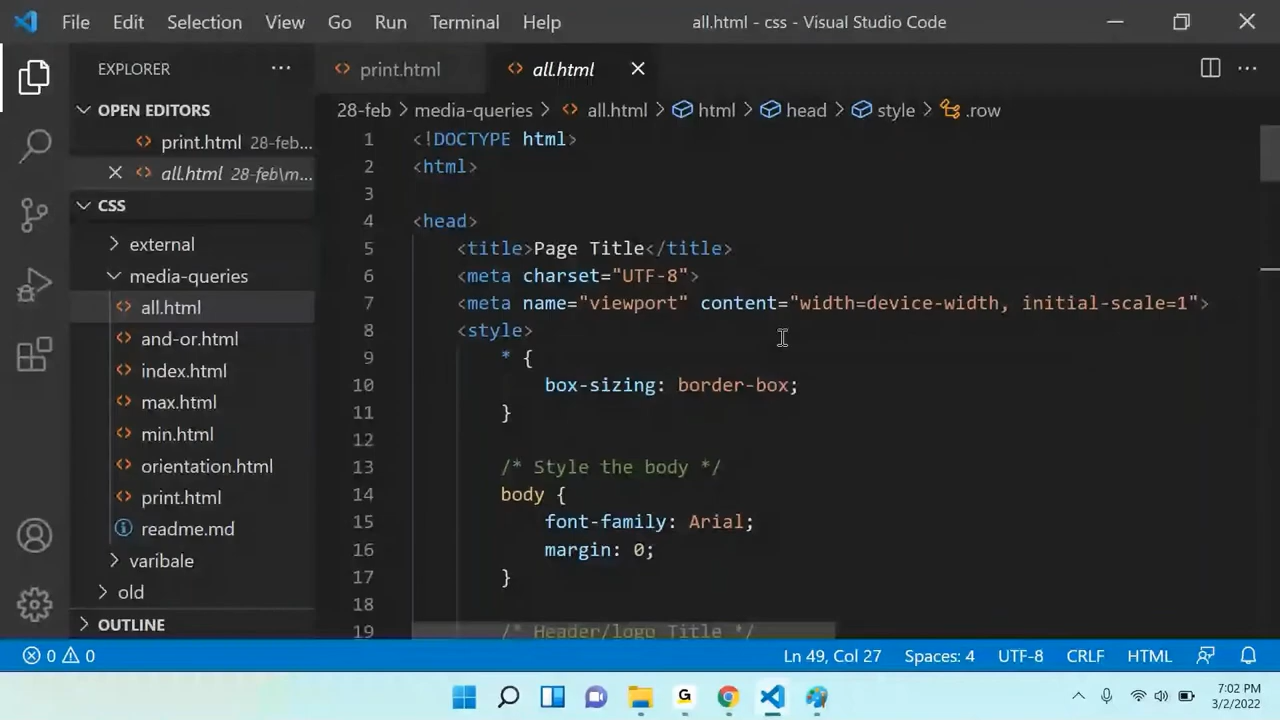 File Edit Selection View Go Run Terminal Help all.html - css - Visual Studio Code
EXPLORER
OPEN EDITORS
print.html 28-feb...
all.html 28-feb\m...
CSS
external
media-queries
all.html
and-or.html
index.html
max.html
min.html
orientation.html
print.html
readme.md
varibale
old
OUTLINE
print.html all.html
28-feb > media-queries > all.html > html > head > style > .row
1 <!DOCTYPE html>
2 <html>
3
4 <head>
5 <title>Page Title</title>
6 <meta charset="UTF-8">
7 <meta name="viewport" content="width=device-width, initial-scale=1">
8 <style>
9 * {
10 box-sizing: border-box;
11 }
12
13 /* Style the body */
14 body {
15 font-family: Arial;
16 margin: 0;
17 }
18
19 /* Header/logo Title */
0 0 Ln 49, Col 27 Spaces: 4 UTF-8 CRLF HTML
G
7:02 PM
3/2/2022